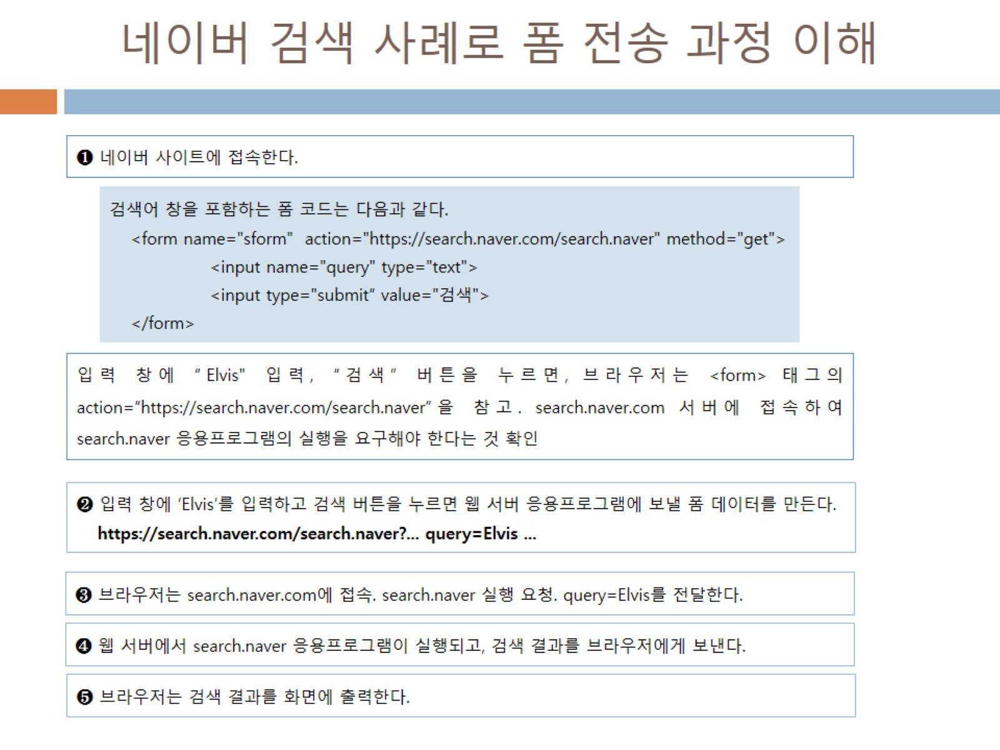 네이버 검색 사례로 폼 전송 과정 이해
❶ 네이버 사이트에 접속한다.
검색어 창을 포함하는 폼 코드는 다음과 같다.
<form name="sform" action="https://search.naver.com/search.naver" method="get">
<input name="query" type="text">
<input type="submit“ value="검색">
</form>
입력 창에 “Elvis" 입력, “검색” 버튼을 누르면, 브라우저는 <form> 태그의
action=“https://search.naver.com/search.naver”을 참고. search.naver.com 서버에 접속하여
search.naver 응용프로그램의 실행을 요구해야 한다는 것 확인
❷ 입력 창에 ‘Elvis’를 입력하고 검색 버튼을 누르면 웹 서버 응용프로그램에 보낼 폼 데이터를 만든다.
https://search.naver.com/search.naver?... query=Elvis ...
❸ 브라우저는 search.naver.com에 접속. search.naver 실행 요청. query=Elvis를 전달한다.
❹ 웹 서버에서 search.naver 응용프로그램이 실행되고, 검색 결과를 브라우저에게 보낸다.
❺ 브라우저는 검색 결과를 화면에 출력한다.